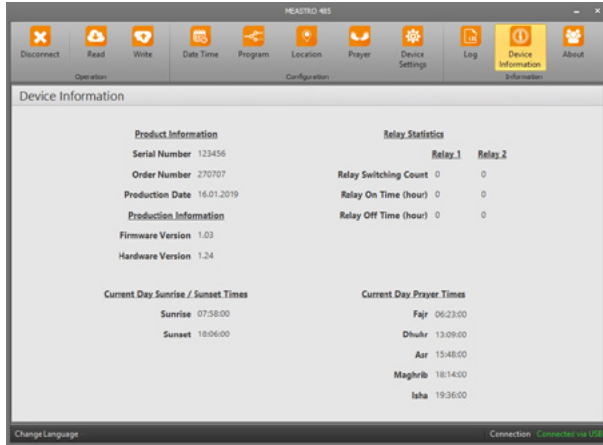 MEASTRO 485
Disconnect Read Write Date Time Program Location Prayer Device Settings Log Device Information About
Operation Configuration Information
Device Information
Product Information
Serial Number 123456
Order Number 270707
Production Date 16.01.2019
Production Information
Firmware Version 1.03
Hardware Version 1.24
Relay Statistics
Relay 1 Relay 2
Relay Switching Count 0 0
Relay On Time (hour) 0 0
Relay Off Time (hour) 0 0
Current Day Sunrise / Sunset Times
Sunrise 07:58:00
Sunset 18:06:00
Current Day Prayer Times
Fajr 06:23:00
Dhuhr 13:09:00
Asr 15:48:00
Maghrib 18:14:00
Isha 19:36:00
Change Language Connection Connected via USB